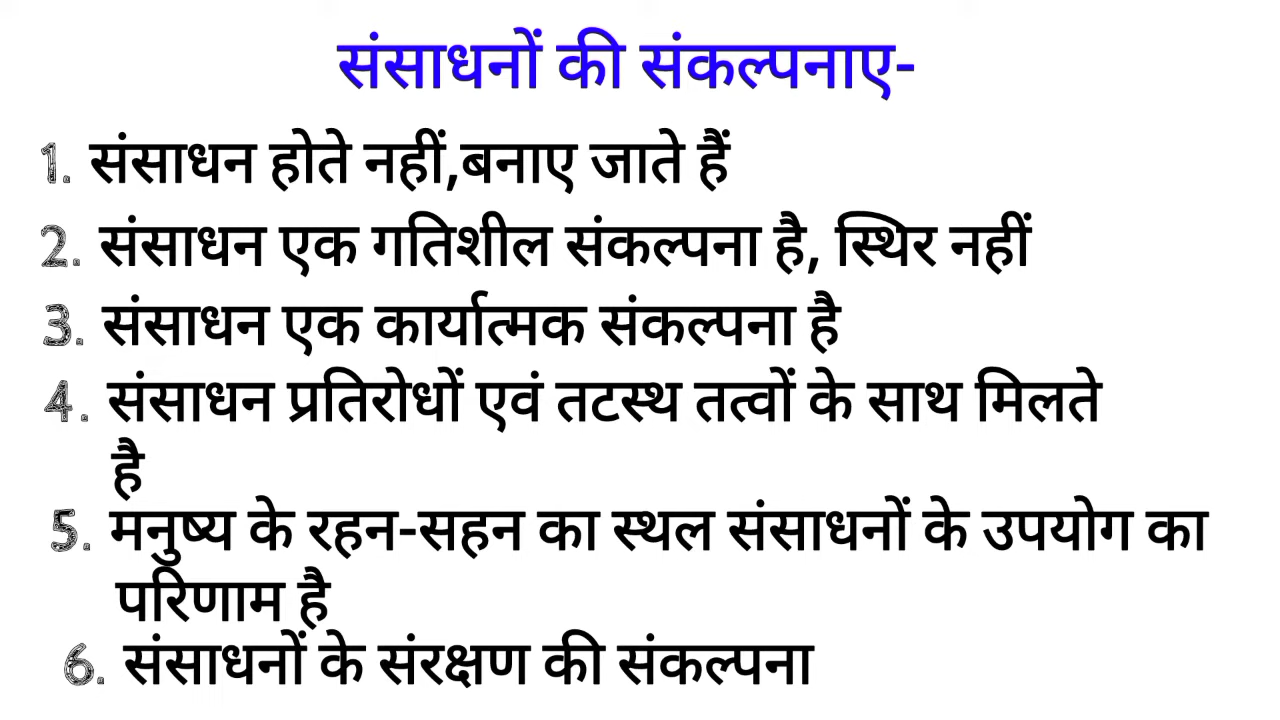 संसाधनों की संकल्पनाए-
1. संसाधन होते नहीं,बनाए जाते हैं
2. संसाधन एक गतिशील संकल्पना है, स्थिर नहीं
3. संसाधन एक कार्यात्मक संकल्पना है
4. संसाधन प्रतिरोधों एवं तटस्थ तत्वों के साथ मिलते
है
5. मनुष्य के रहन-सहन का स्थल संसाधनों के उपयोग का
परिणाम है
6. संसाधनों के संरक्षण की संकल्पना